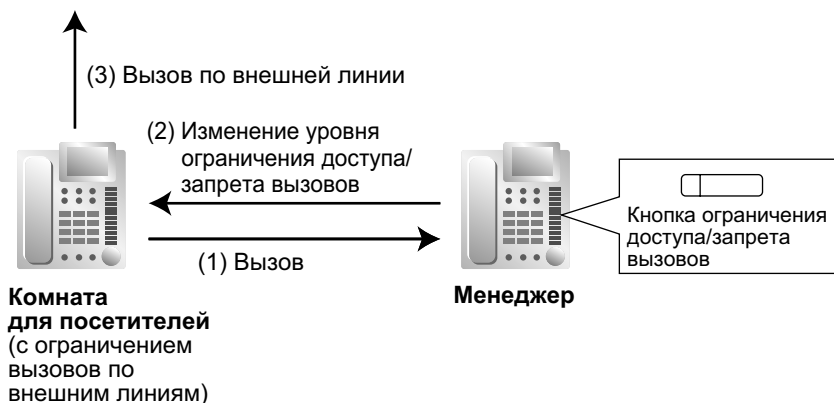 (3) Вызов по внешней линии
(2) Изменение уровня
ограничения доступа/
запрета вызовов
(1) Вызов
Кнопка ограничения
доступа/запрета
вызовов
Комната
для посетителей
(с ограничением
вызовов по
внешним линиям)
Менеджер